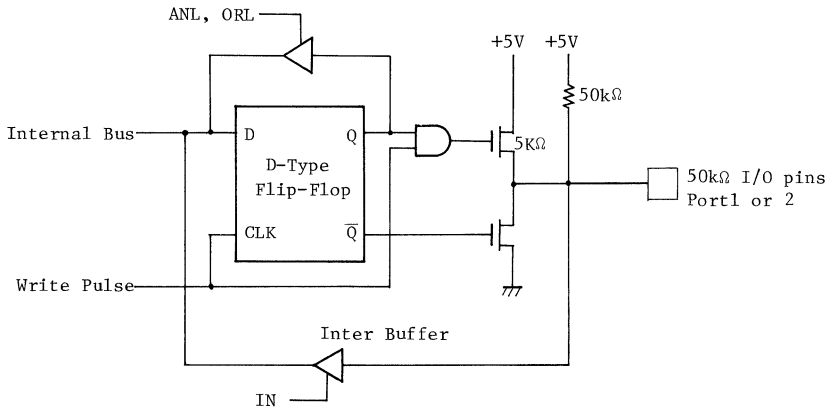 ANL, ORL
+5V +5V
50kΩ
Internal Bus
D
Q
5KΩ
D-Type
Flip-Flop
50kΩ I/O pins
Port1 or 2
CLK
Q̅
Write Pulse
Inter Buffer
IN